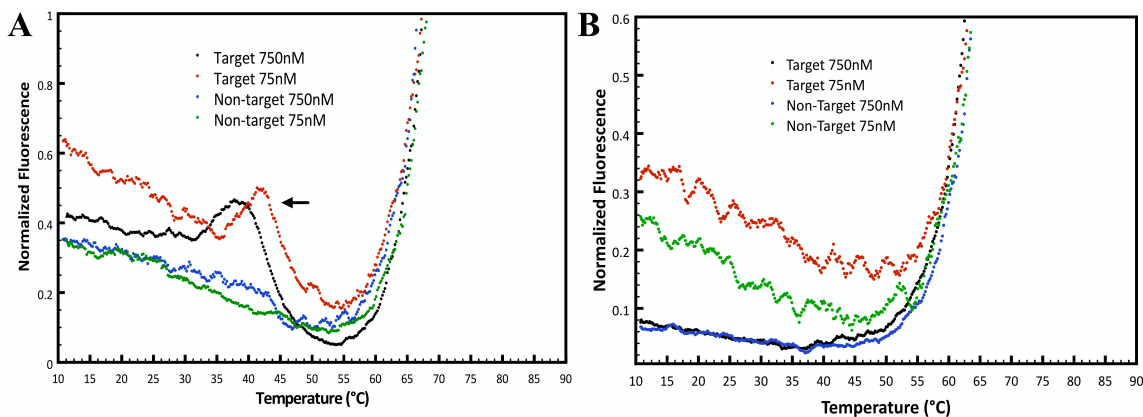 A
Normalized Fluorescence
1
0.8
0.6
0.4
0.2
0
Target 750nM
Target 75nM
Non-target 750nM
Non-target 75nM
10 15 20 25 30 35 40 45 55 55 60 67 70 75 80 85 90
Temperature (°C)
B
Normalized Fluorescence
0.6
0.5
0.4
0.3
0.2
0.1
Target 750nM
Target 75nM
Non-Target 750nM
Non-Target 75nM
10 15 20 25 30 35 40 45 55 55 60 67 70 75 80 85 90
Temperature (°C)